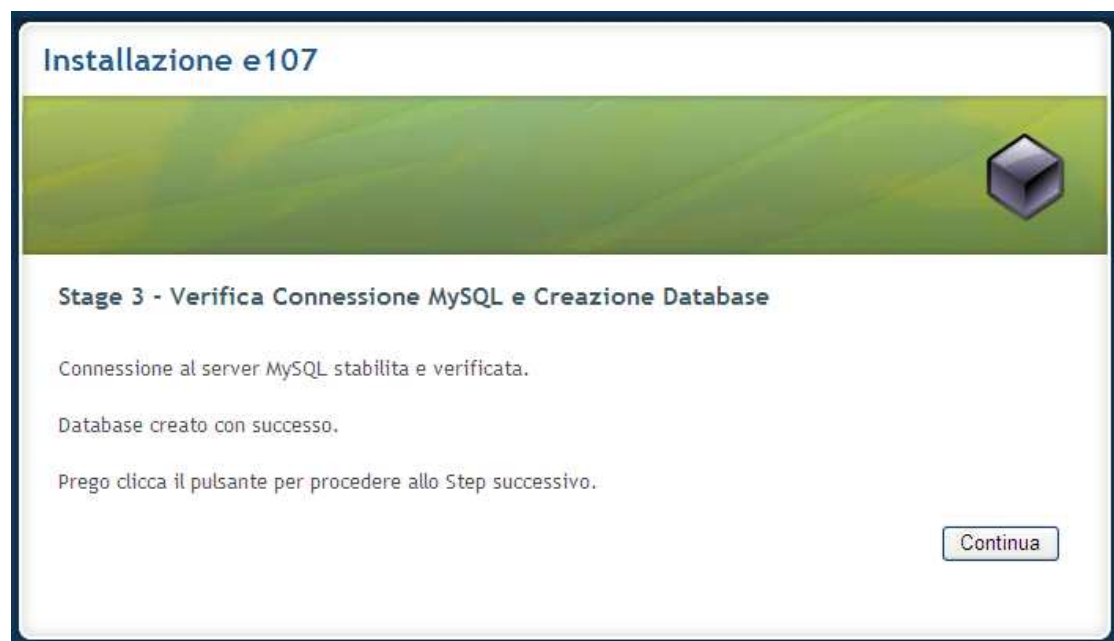 Installazione e107
Stage 3 - Verifica Connessione MySQL e Creazione Database
Connessione al server MySQL stabilita e verificata.
Database creato con successo.
Prego clicca il pulsante per procedere allo Step successivo.
Continua